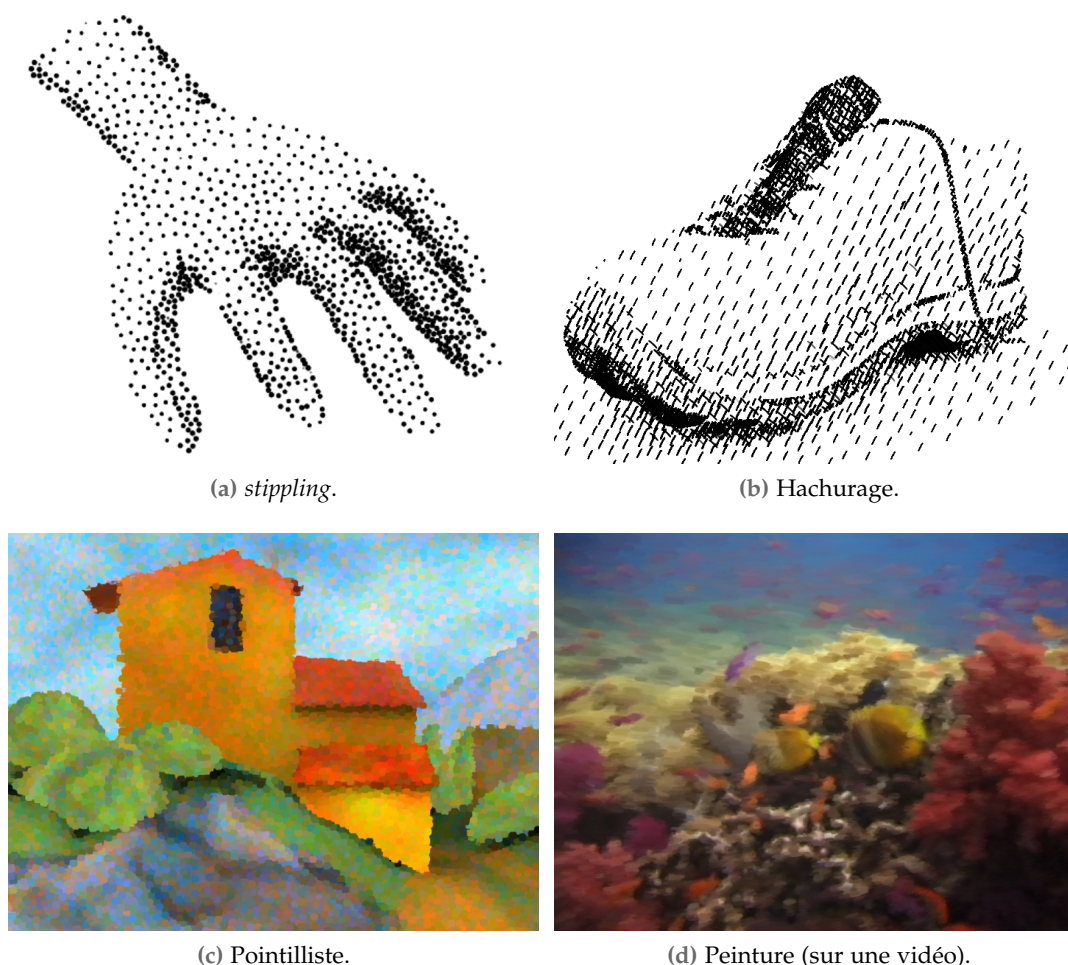 (a) stippling.
(b) Hachurage.
(c) Pointilliste.
(d) Peinture (sur une vidéo).